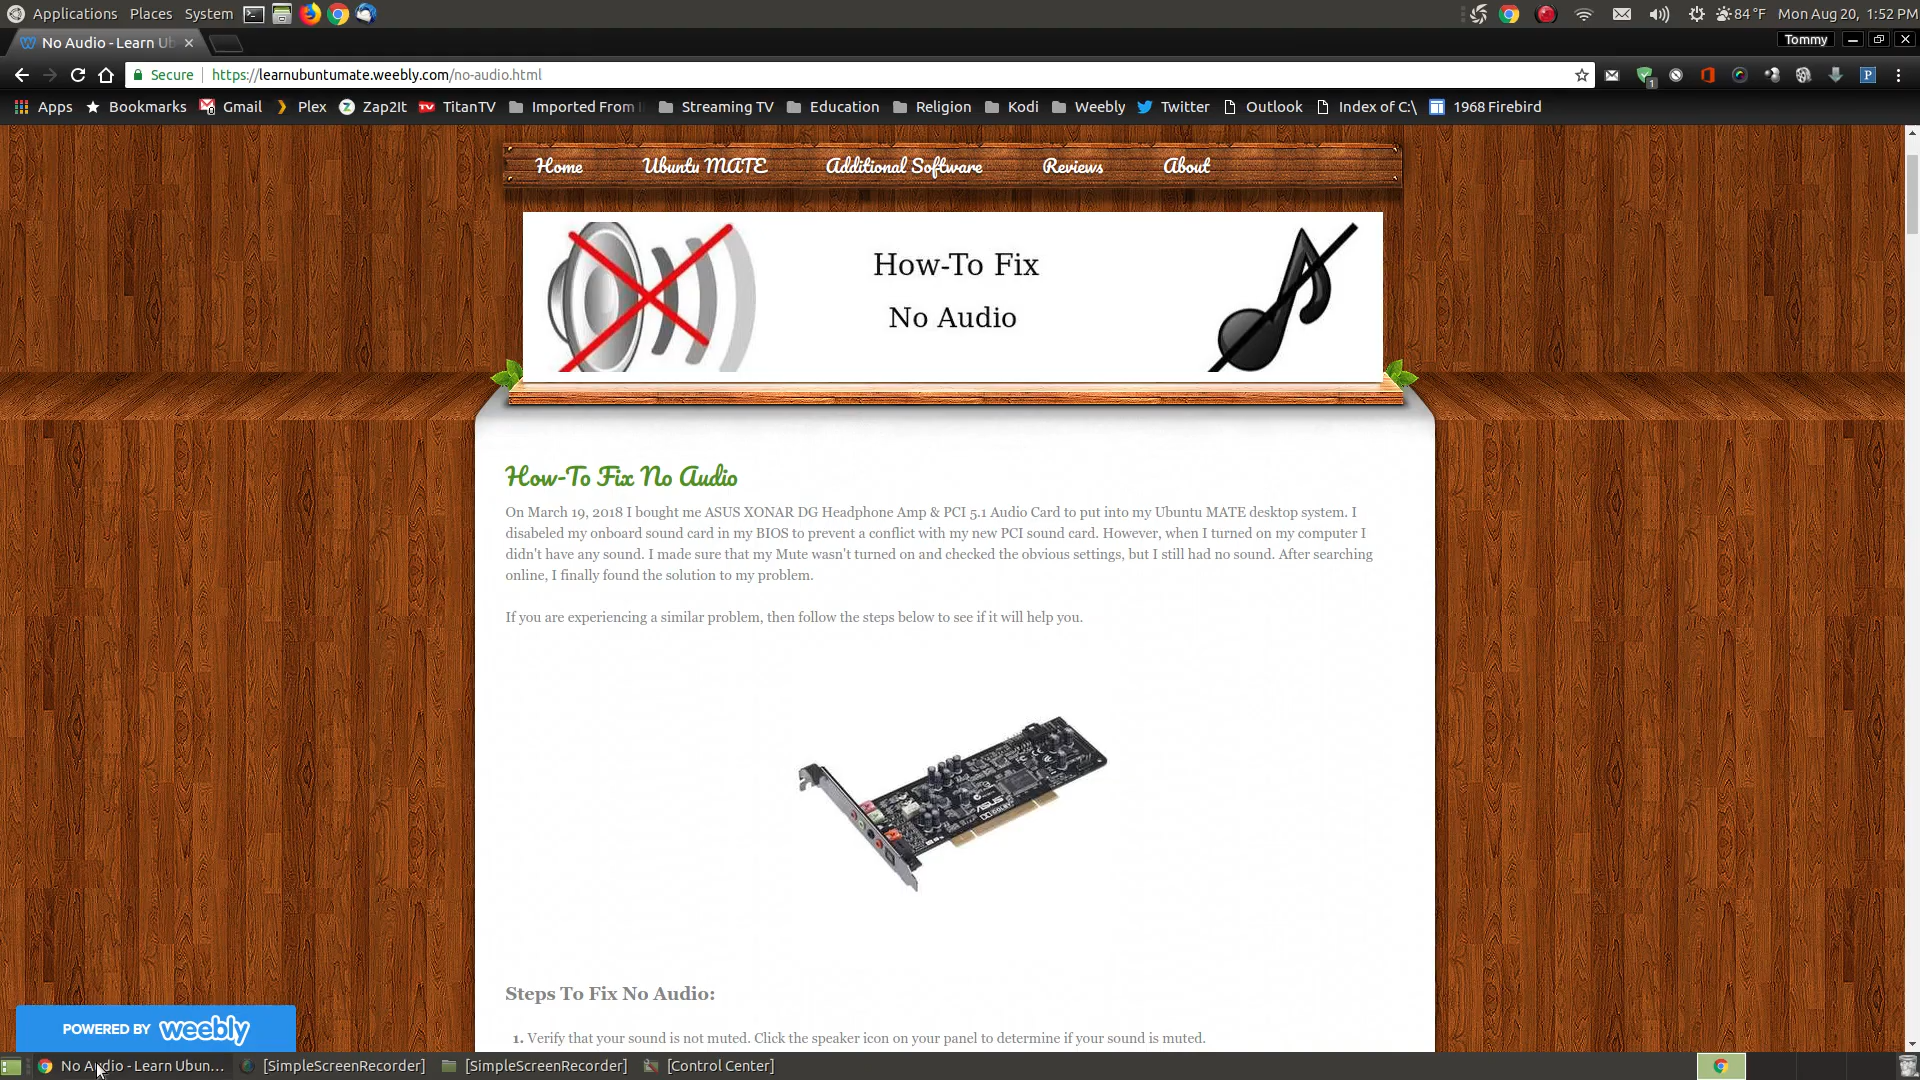 Applications Places System 84 °F Mon Aug 20, 1:52 PM
No Audio - Learn Ub Tommy
Secure https://learnubuntumate.weebly.com/no-audio.html
Apps Bookmarks Gmail Plex Zap2It TitanTV Imported From Streaming TV Education Religion Kodi Weebly Twitter Outlook Index of C:\ 1968 Firebird
Home Ubuntu MATE Additional Software Reviews About
How-To Fix
No Audio
How-To Fix No Audio
On March 19, 2018 I bought me ASUS XONAR DG Headphone Amp & PCI 5.1 Audio Card to put into my Ubuntu MATE desktop system. I
disabeled my onboard sound card in my BIOS to prevent a conflict with my new PCI sound card. However, when I turned on my computer I
didn't have any sound. I made sure that my Mute wasn't turned on and checked the obvious settings, but I still had no sound. After searching
online, I finally found the solution to my problem.
If you are experiencing a similar problem, then follow the steps below to see if it will help you.
ASUS
Steps To Fix No Audio:
1. Verify that your sound is not muted. Click the speaker icon on your panel to determine if your sound is muted.
POWERED BY weebly
No Audio - Learn Ubun... [SimpleScreenRecorder] [SimpleScreenRecorder] [Control Center]